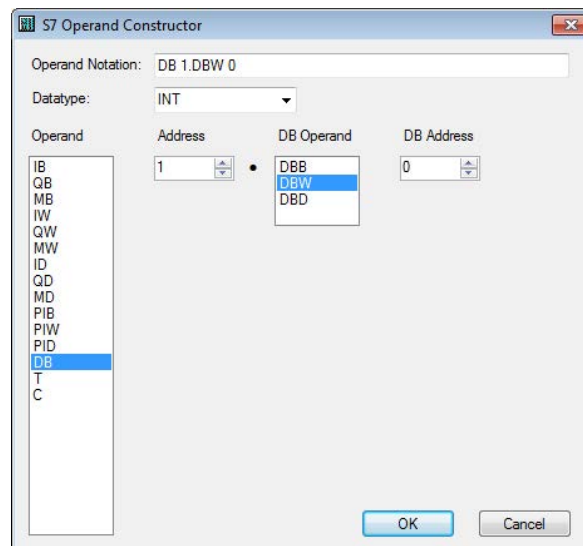 S7 Operand Constructor
Operand Notation: DB 1.DBW 0
Datatype: INT
Operand Address DB Operand DB Address
IB
QB
MB
IW
QW
MW
ID
QD
MD
PIB
PIW
PID
DB
T
C
1 • DBB 0
DBW
DBD
OK Cancel